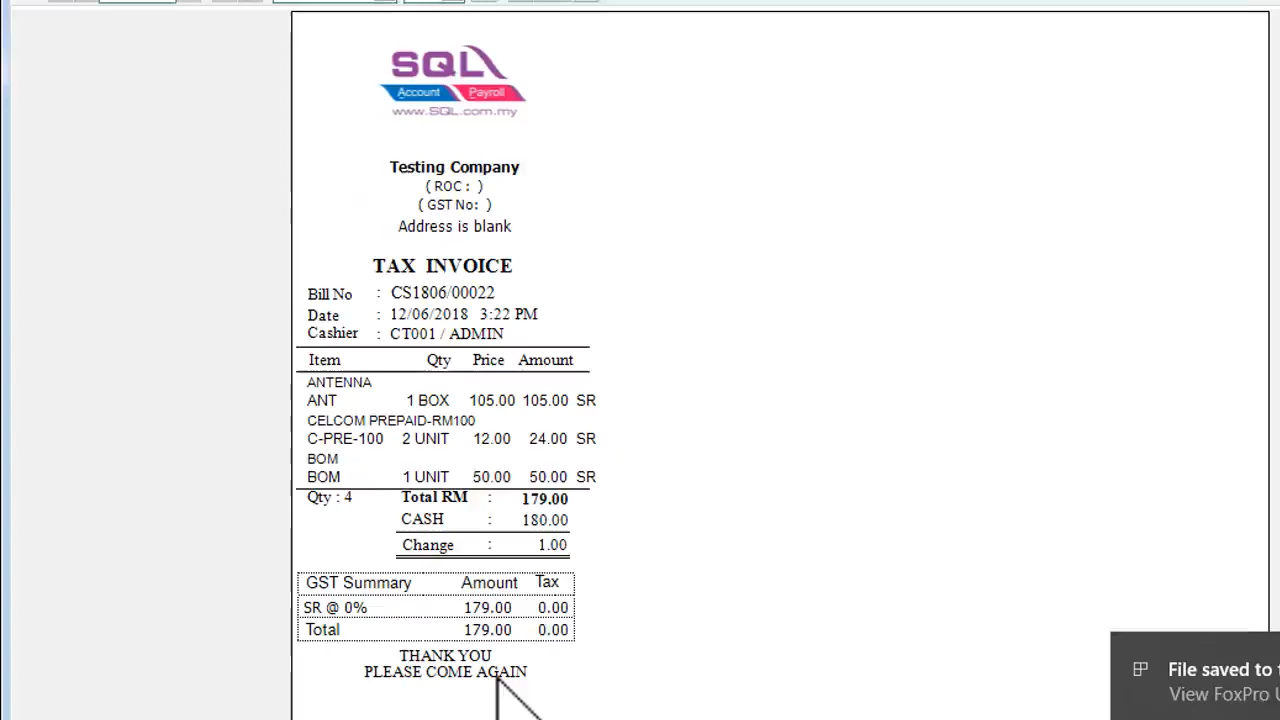 SQL
Account Payroll
www.SQL.com.my
Testing Company
( ROC : )
( GST No: )
Address is blank
TAX INVOICE
Bill No : CS1806/00022
Date : 12/06/2018 3:22 PM
Cashier : CT001 / ADMIN
Item Qty Price Amount
ANTENNA
ANT 1 BOX 105.00 105.00 SR
CELCOM PREPAID-RM100
C-PRE-100 2 UNIT 12.00 24.00 SR
BOM
BOM 1 UNIT 50.00 50.00 SR
Qty : 4 Total RM : 179.00
CASH : 180.00
Change : 1.00
GST Summary Amount Tax
SR @ 0% 179.00 0.00
Total 179.00 0.00
THANK YOU
PLEASE COME AGAIN
File saved to
View FoxPro